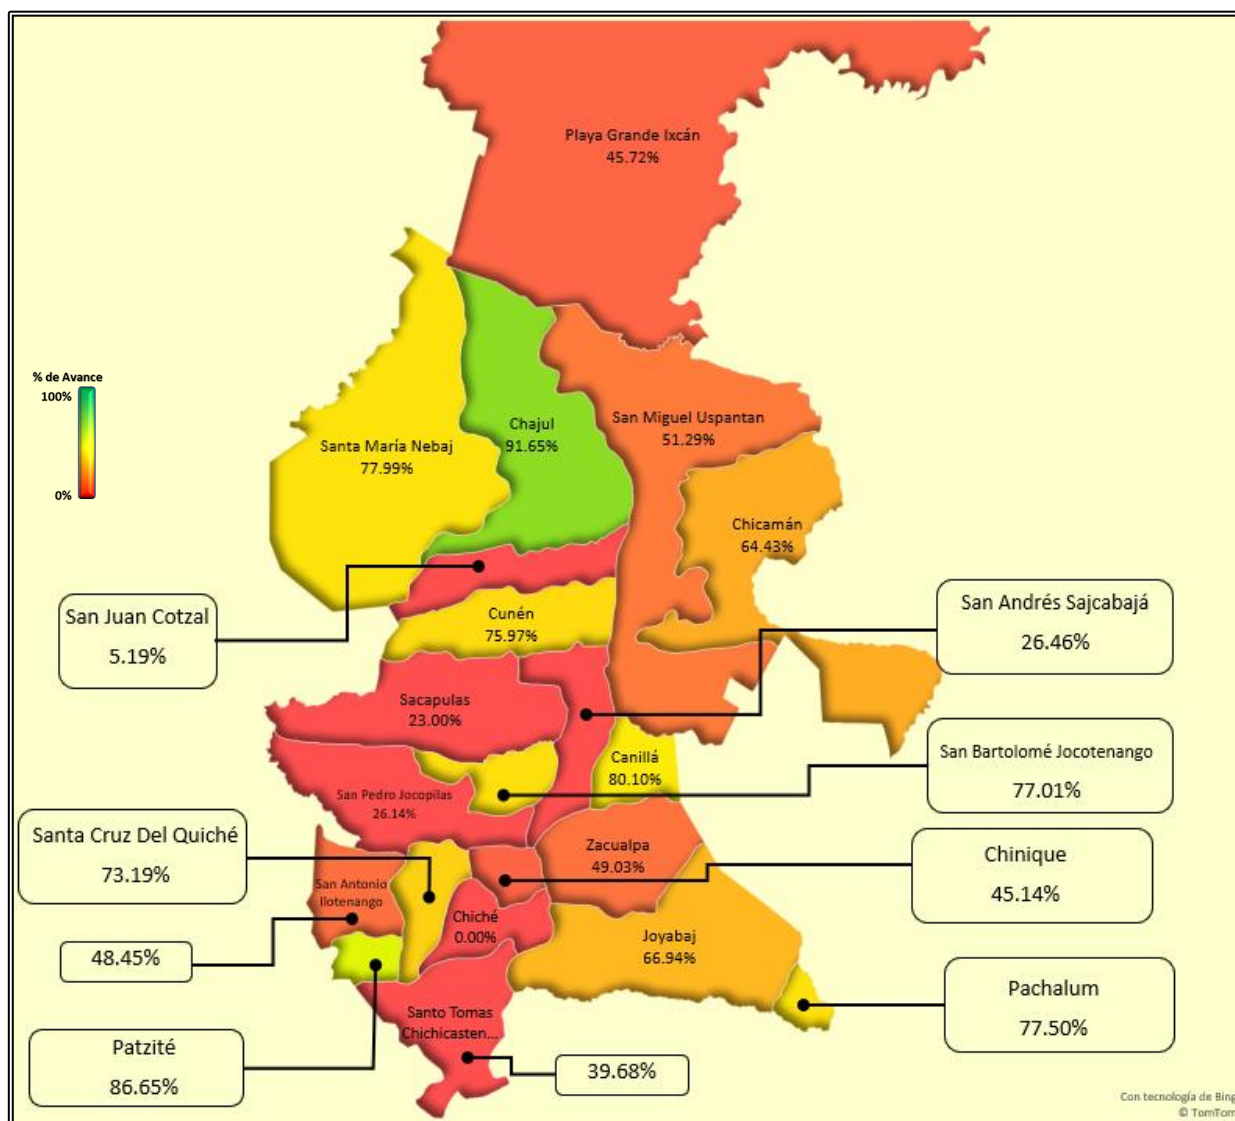 Playa Grande Ixcán
45.72%
% de Avance
100%
0%
Santa María Nebaj
77.99%
Chajul
91.65%
San Miguel Uspantan
51.29%
Chicamán
64.43%
San Juan Cotzal
5.19%
Cunén
75.97%
San Andrés Sajcabajá
26.46%
Sacapulas
23.00%
Canillá
80.10%
San Bartolomé Jocotenango
77.01%
San Pedro Jocopilas
26.14%
Santa Cruz Del Quiché
73.19%
Zacualpa
49.03%
Chinique
45.14%
San Antonio
Ilotenango
48.45%
Chiché
0.00%
Joyabaj
66.94%
Pachalum
77.50%
Patzité
86.65%
Santo Tomas
Chichicasten...
39.68%
Con tecnología de Bing
© TomTom